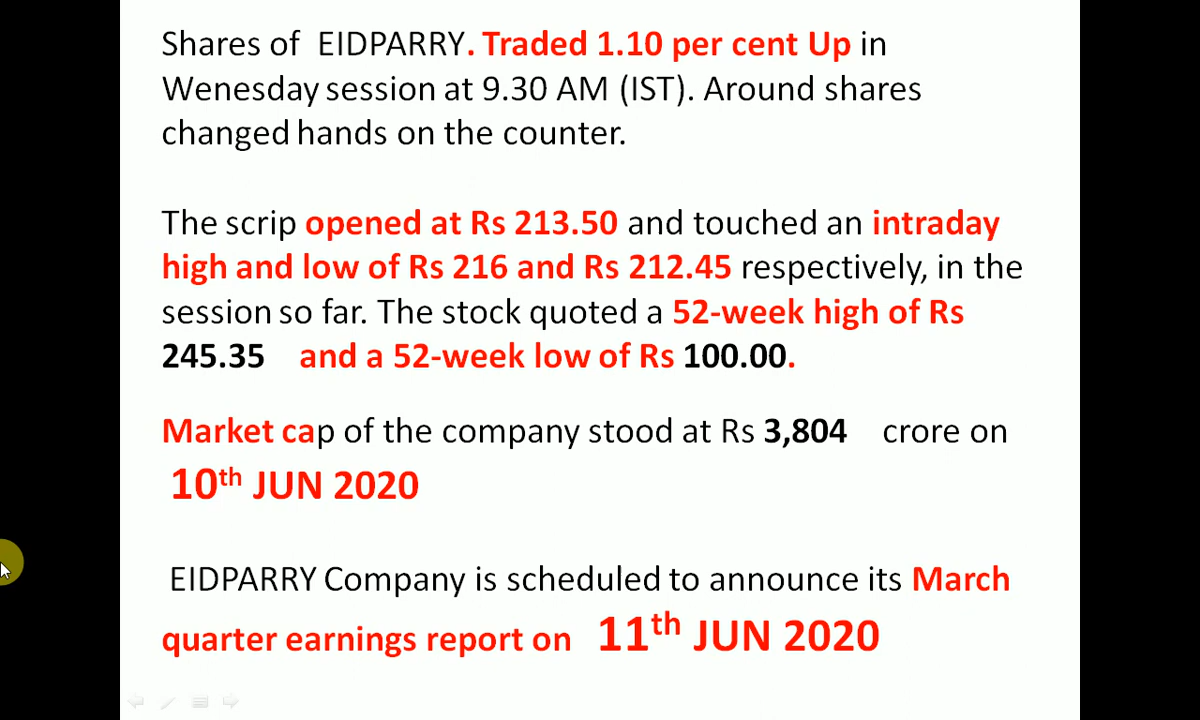 Shares of EIDPARRY. Traded 1.10 per cent Up in
Wenesday session at 9.30 AM (IST). Around shares
changed hands on the counter.
The scrip opened at Rs 213.50 and touched an intraday
high and low of Rs 216 and Rs 212.45 respectively, in the
session so far. The stock quoted a 52-week high of Rs
245.35 and a 52-week low of Rs 100.00.
Market cap of the company stood at Rs 3,804 crore on
10th JUN 2020
EIDPARRY Company is scheduled to announce its March
quarter earnings report on 11th JUN 2020